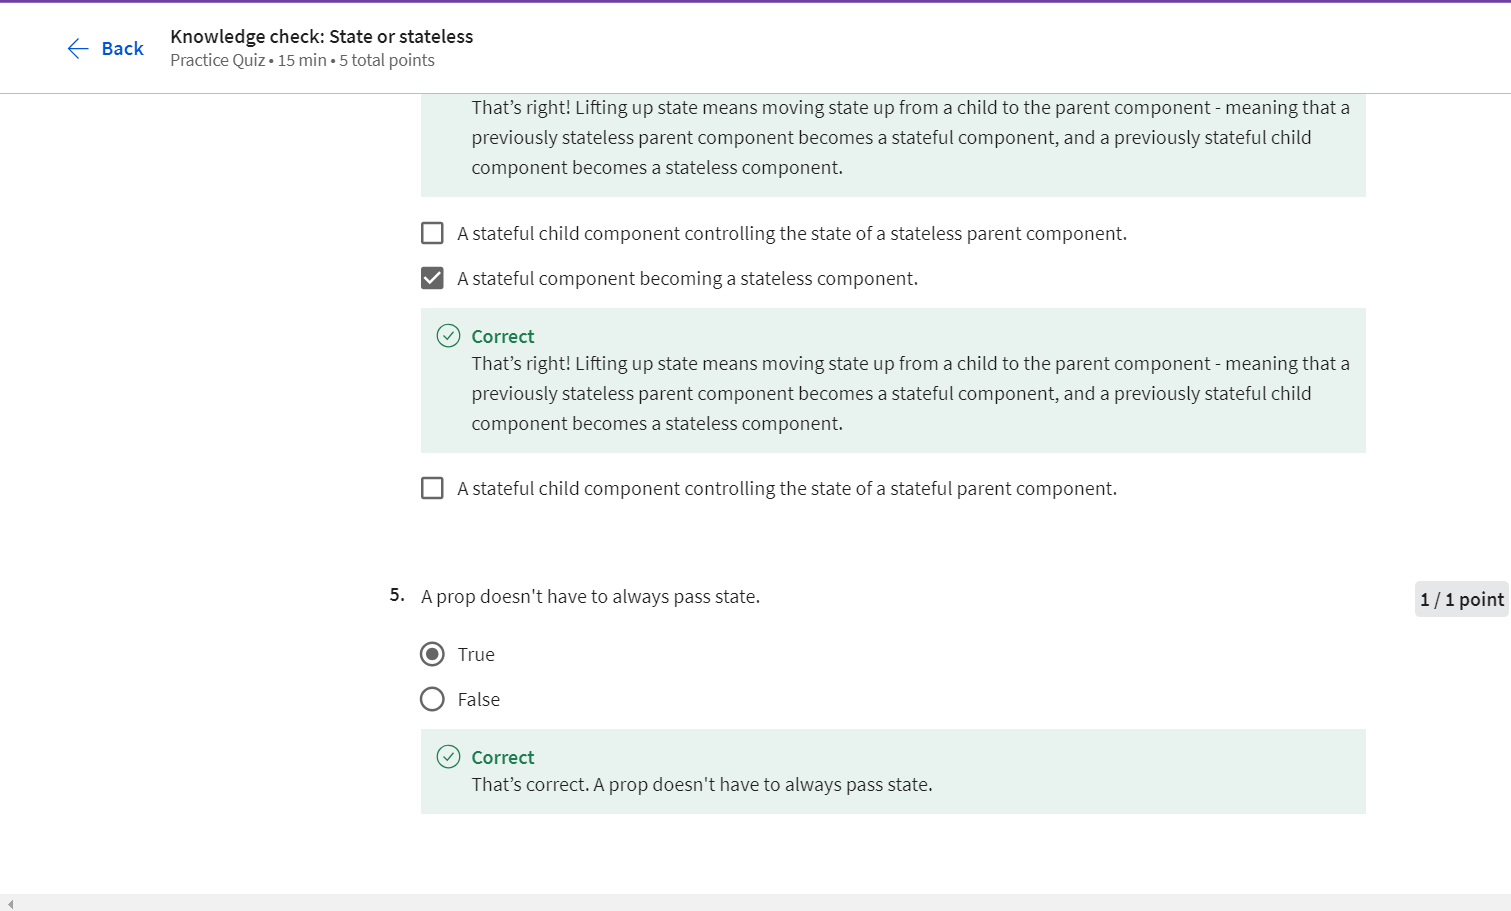 Back
Knowledge check: State or stateless
Practice Quiz • 15 min • 5 total points
That’s right! Lifting up state means moving state up from a child to the parent component - meaning that a
previously stateless parent component becomes a stateful component, and a previously stateful child
component becomes a stateless component.
A stateful child component controlling the state of a stateless parent component.
A stateful component becoming a stateless component.
Correct
That’s right! Lifting up state means moving state up from a child to the parent component - meaning that a
previously stateless parent component becomes a stateful component, and a previously stateful child
component becomes a stateless component.
A stateful child component controlling the state of a stateful parent component.
5. A prop doesn't have to always pass state.
1 / 1 point
True
False
Correct
That’s correct. A prop doesn't have to always pass state.